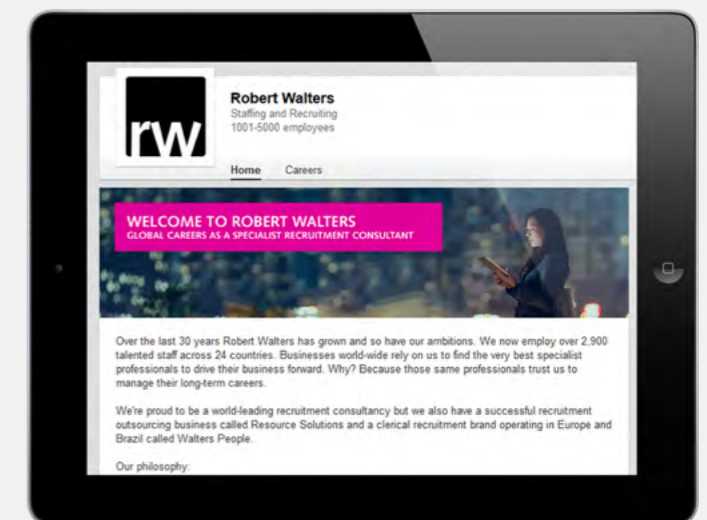 rw
Robert Walters
Staffing and Recruiting
1001-5000 employees
Home Careers
WELCOME TO ROBERT WALTERS
GLOBAL CAREERS AS A SPECIALIST RECRUITMENT CONSULTANT
Over the last 30 years Robert Walters has grown and so have our ambitions. We now employ over 2,900
talented staff across 24 countries. Businesses world-wide rely on us to find the very best specialist
professionals to drive their business forward. Why? Because those same professionals trust us to
manage their long-term careers.
We're proud to be a world-leading recruitment consultancy but we also have a successful recruitment
outsourcing business called Resource Solutions and a clerical recruitment brand operating in Europe and
Brazil called Walters People.
Our philosophy: